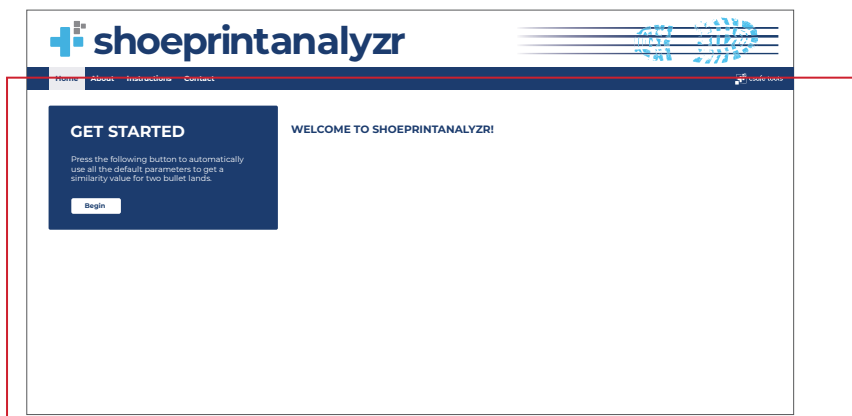 shoeprintanalyzr
Home About Instructions Contact
csafe tools
GET STARTED
Press the following button to automatically
use all the default parameters to get a
similarity value for two bullet lands.
Begin
WELCOME TO SHOEPRINTANALYZR!